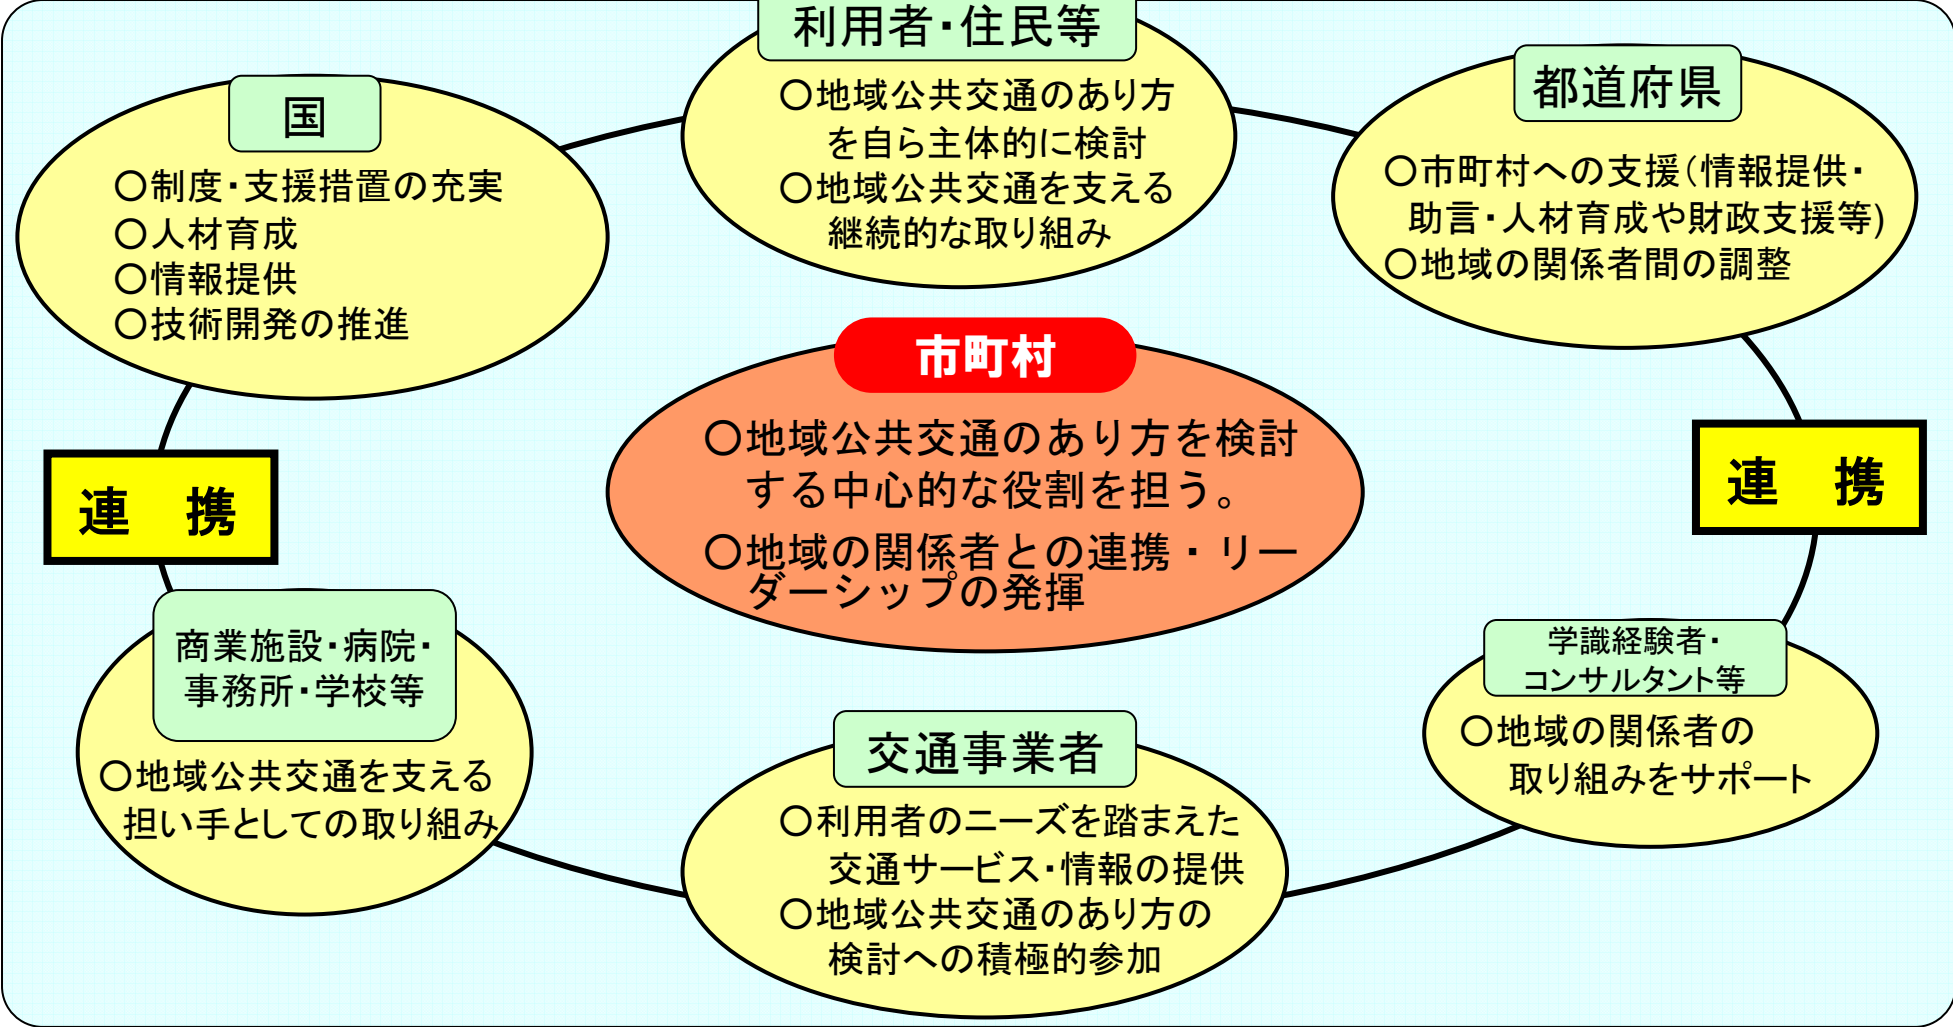 利用者・住民等
〇地域公共交通のあり方
を自ら主体的に検討
〇地域公共交通を支える
継続的な取り組み
国
〇制度・支援措置の充実
〇人材育成
〇情報提供
〇技術開発の推進
都道府県
〇市町村への支援（情報提供・
助言・人材育成や財政支援等)
〇地域の関係者間の調整
市町村
〇地域公共交通のあり方を検討
する中心的な役割を担う。
〇地域の関係者との連携・リー
ダーシップの発揮
連　携
連　携
商業施設・病院・
事務所・学校等
〇地域公共交通を支える
担い手としての取り組み
交通事業者
〇利用者のニーズを踏まえた
交通サービス・情報の提供
〇地域公共交通のあり方の
検討への積極的参加
学識経験者・
コンサルタント等
〇地域の関係者の
取り組みをサポート